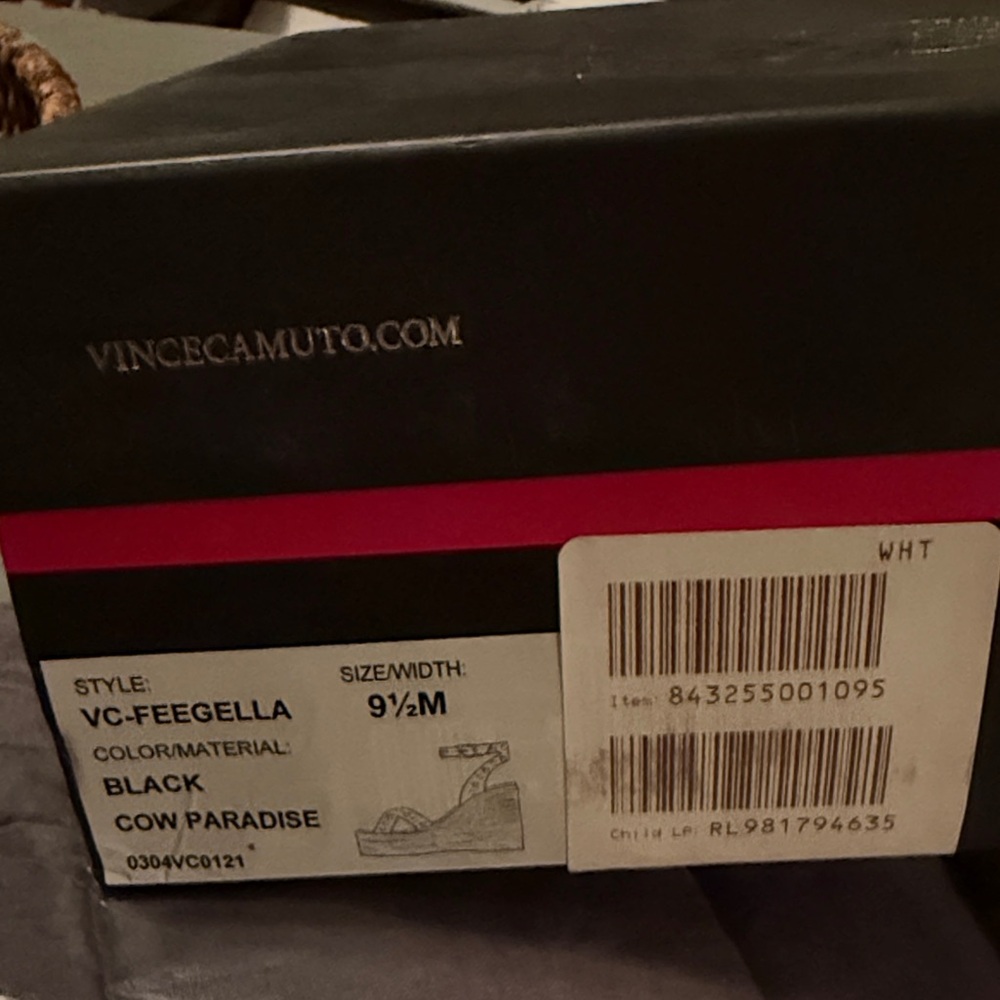 VINCECAMUTO.COM
STYLE:
VC-FEEGELLA
SIZE/WIDTH:
9½M
COLOR/MATERIAL:
BLACK
COW PARADISE
0304VC0121
WHT
Item: 843255001095
Child LP: RL981794635